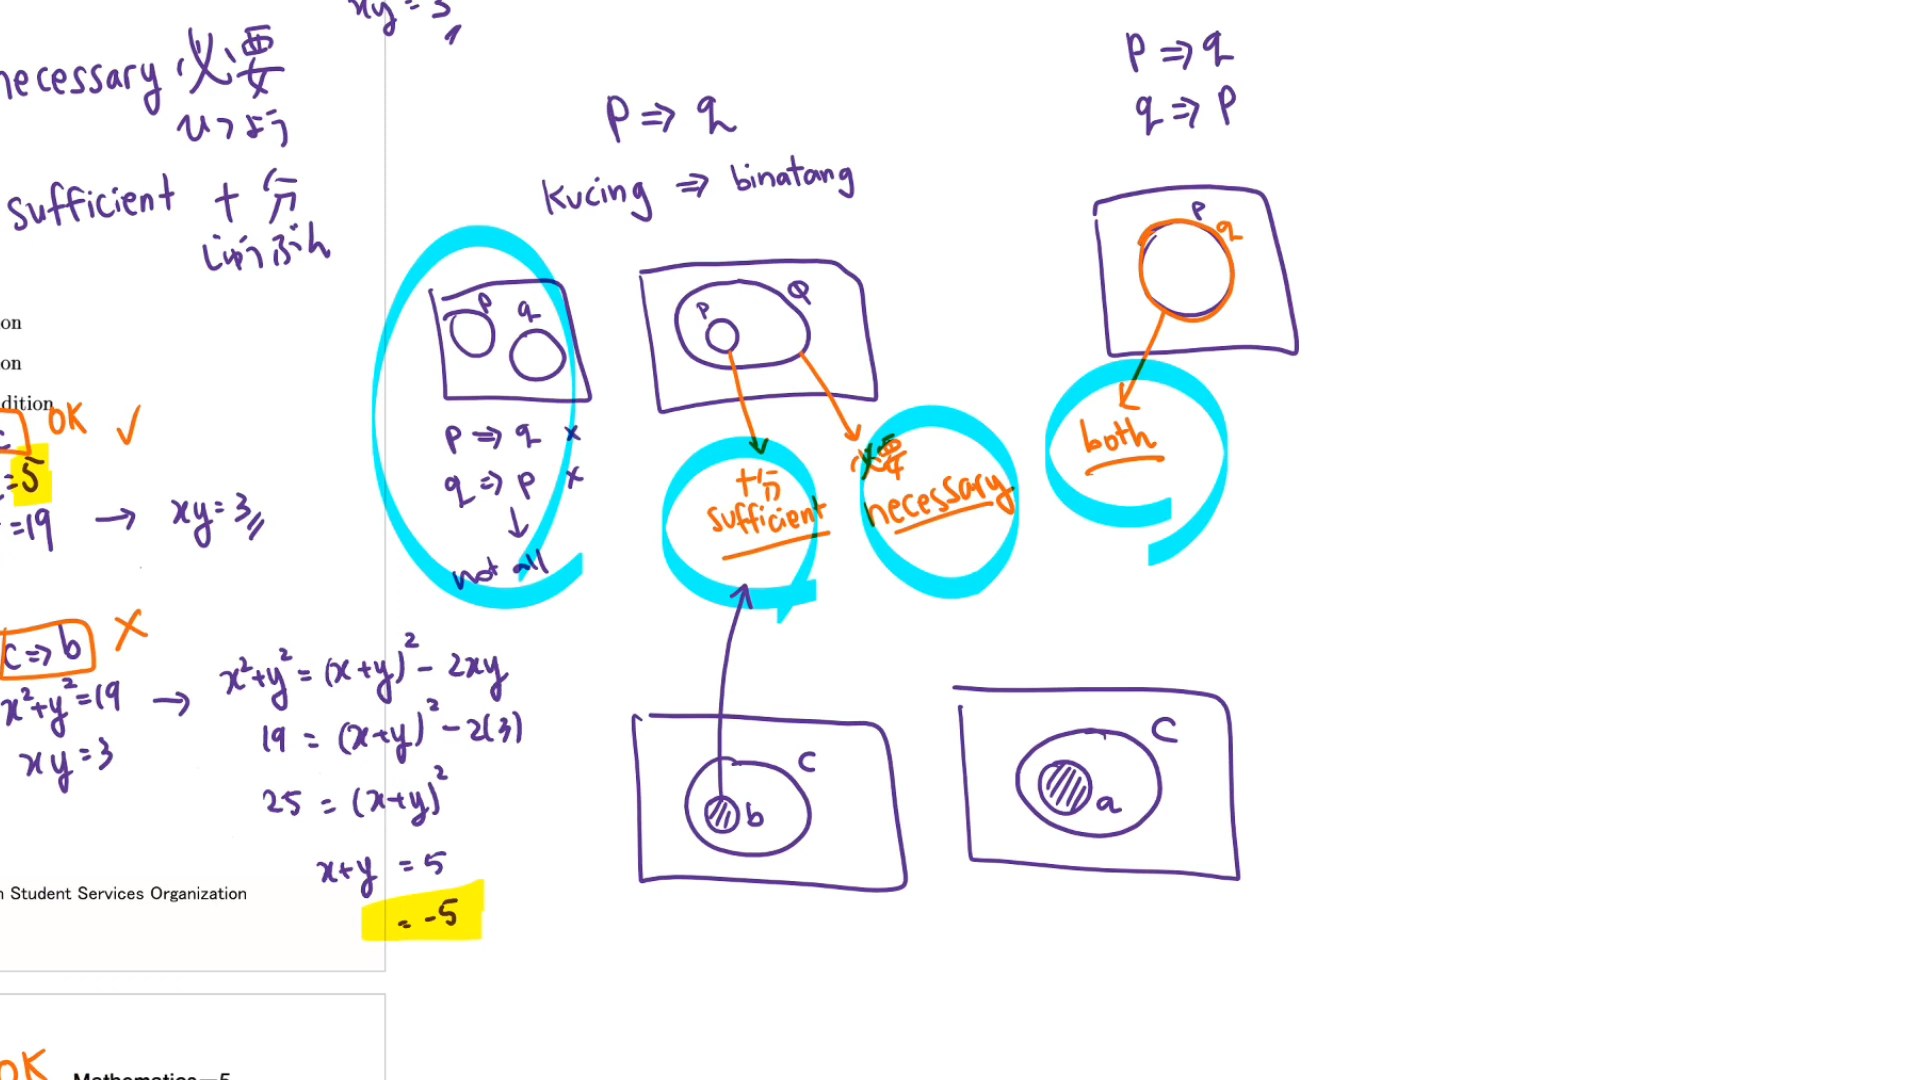 xy = 3
necessary 必要
ひつよう
sufficient 十分
じゅうぶん
on
on
dition
OK ✓
=5
=19 → xy=3
c⇒b ×
x²+y²=19 →
xy=3
x²+y² = (x+y)² - 2xy
19 = (x+y)² - 2(3)
25 = (x+y)²
x+y = 5
= -5
n Student Services Organization
OK
Mathematics—5
p ⇒ q
kucing ⇒ binatang
p q
p ⇒ q ×
q ⇒ p ×
↓
not all
P Q
十分
sufficient
必要
necessary
p ⇒ q
q ⇒ p
P q
both
b C
a C